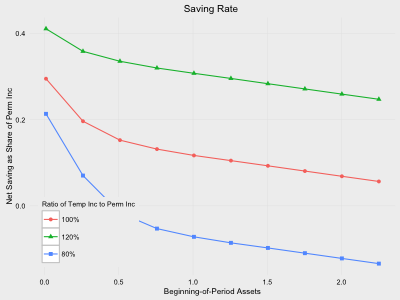 Saving Rate
Net Saving as Share of Perm Inc
0.4
0.2
0.0
Ratio of Temp Inc to Perm Inc
100%
120%
80%
0.0 0.5 1.0 1.5 2.0
Beginning-of-Period Assets